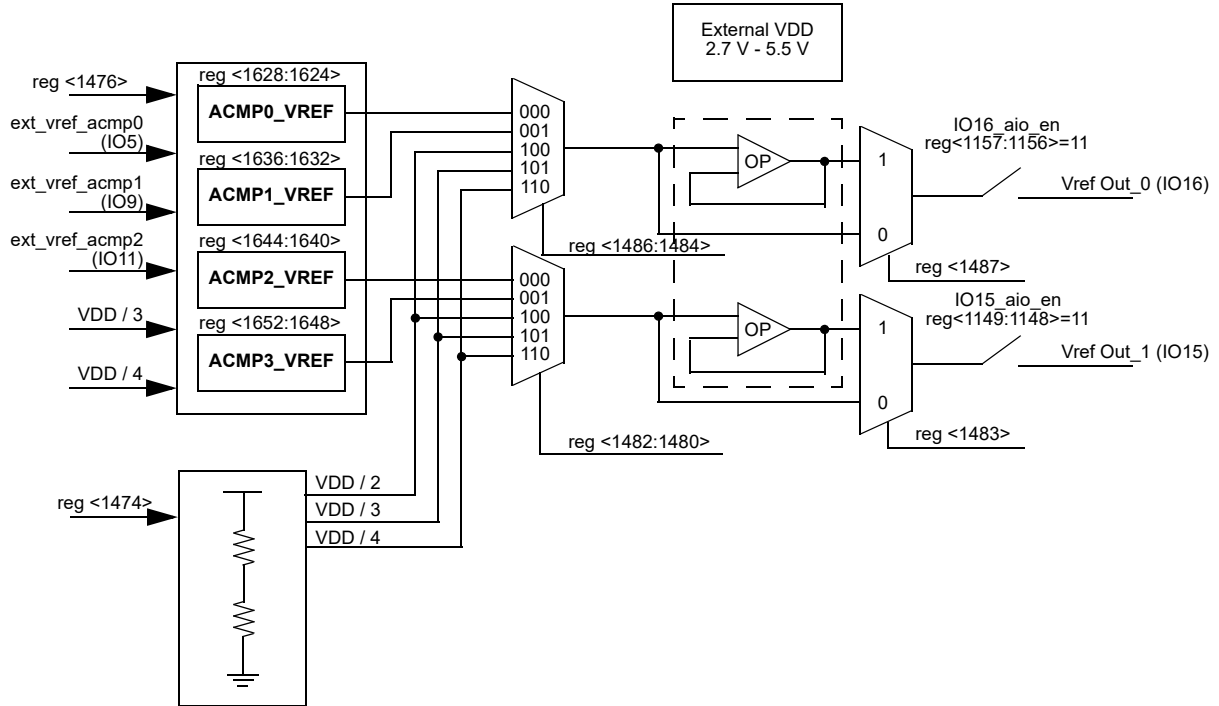 External VDD
2.7 V - 5.5 V
reg <1476>
ext_vref_acmp0
(IO5)
ext_vref_acmp1
(IO9)
ext_vref_acmp2
(IO11)
VDD / 3
VDD / 4
reg <1628:1624>
ACMP0_VREF
reg <1636:1632>
ACMP1_VREF
reg <1644:1640>
ACMP2_VREF
reg <1652:1648>
ACMP3_VREF
000
001
100
101
110
reg <1486:1484>
OP
1
0
reg <1487>
IO16_aio_en
reg<1157:1156>=11
Vref Out_0 (IO16)
000
001
100
101
110
reg <1482:1480>
OP
1
0
reg <1483>
IO15_aio_en
reg<1149:1148>=11
Vref Out_1 (IO15)
reg <1474>
VDD / 2
VDD / 3
VDD / 4